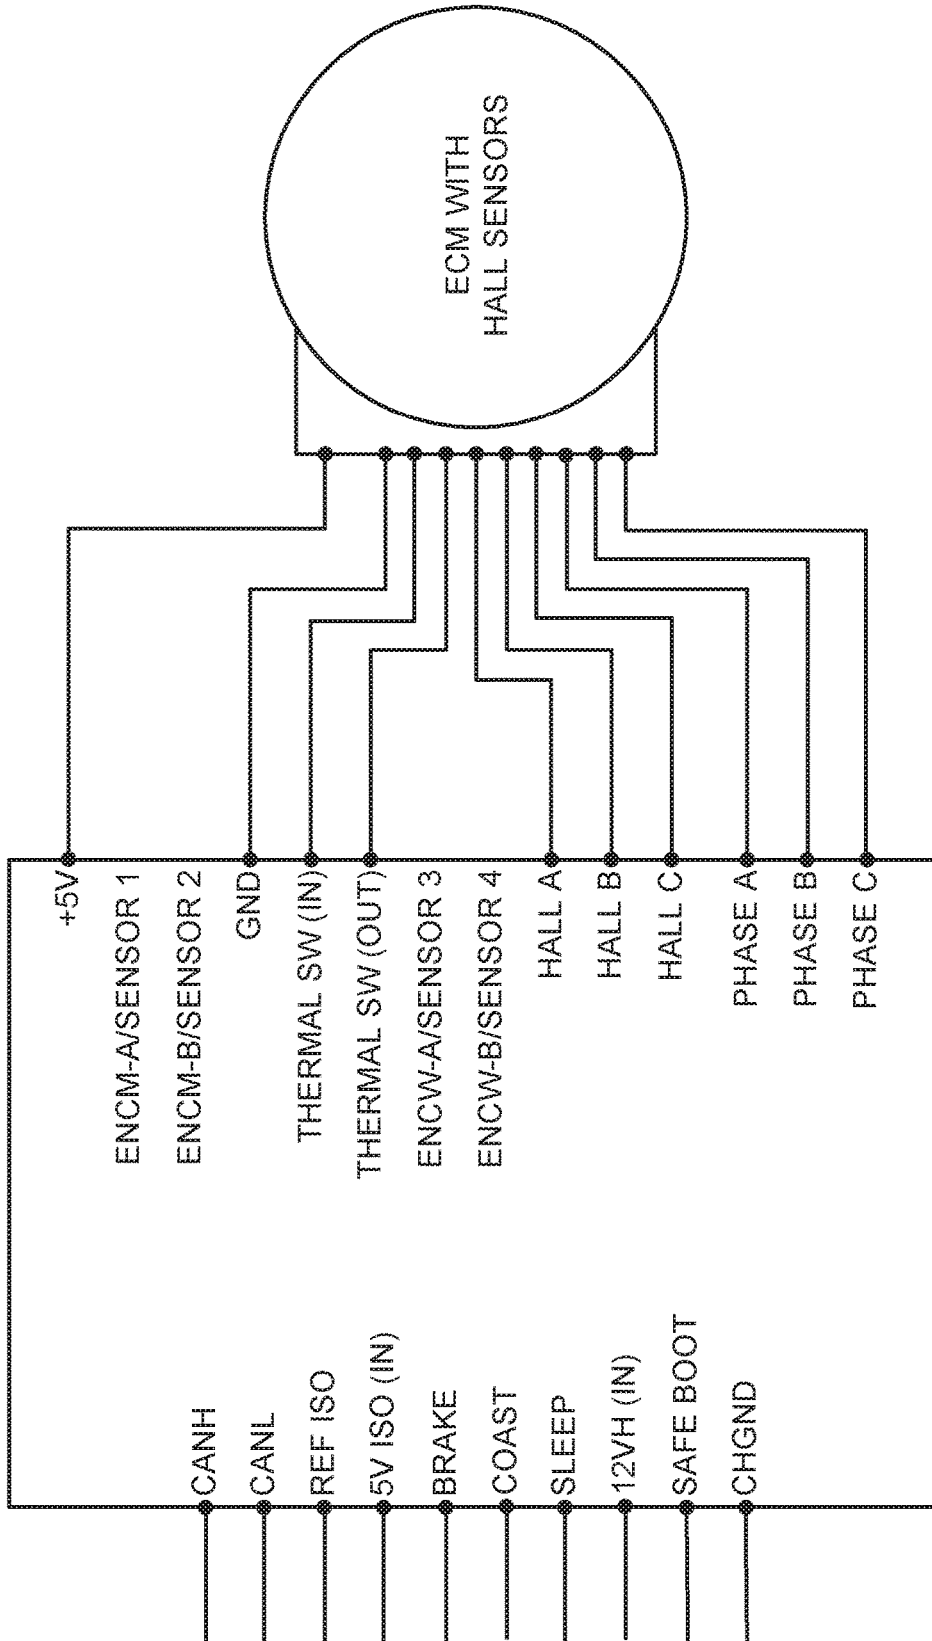 ECM WITH
HALL SENSORS
+5V
ENCM-A/SENSOR 1
ENCM-B/SENSOR 2
GND
THERMAL SW (IN)
THERMAL SW (OUT)
ENCW-A/SENSOR 3
ENCW-B/SENSOR 4
HALL A
HALL B
HALL C
PHASE A
PHASE B
PHASE C
CANH
CANL
REF ISO
5V ISO (IN)
BRAKE
COAST
SLEEP
12VH (IN)
SAFE BOOT
CHGND